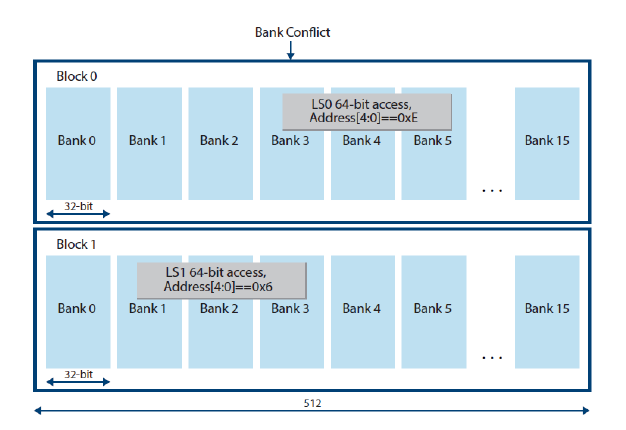 Bank Conflict
Block 0
LS0 64-bit access,
Address[4:0]==0xE
Bank 0 Bank 1 Bank 2 Bank 3 Bank 4 Bank 5 Bank 15
...
32-bit
Block 1
LS1 64-bit access,
Address[4:0]==0x6
Bank 0 Bank 1 Bank 2 Bank 3 Bank 4 Bank 5 Bank 15
...
32-bit
512